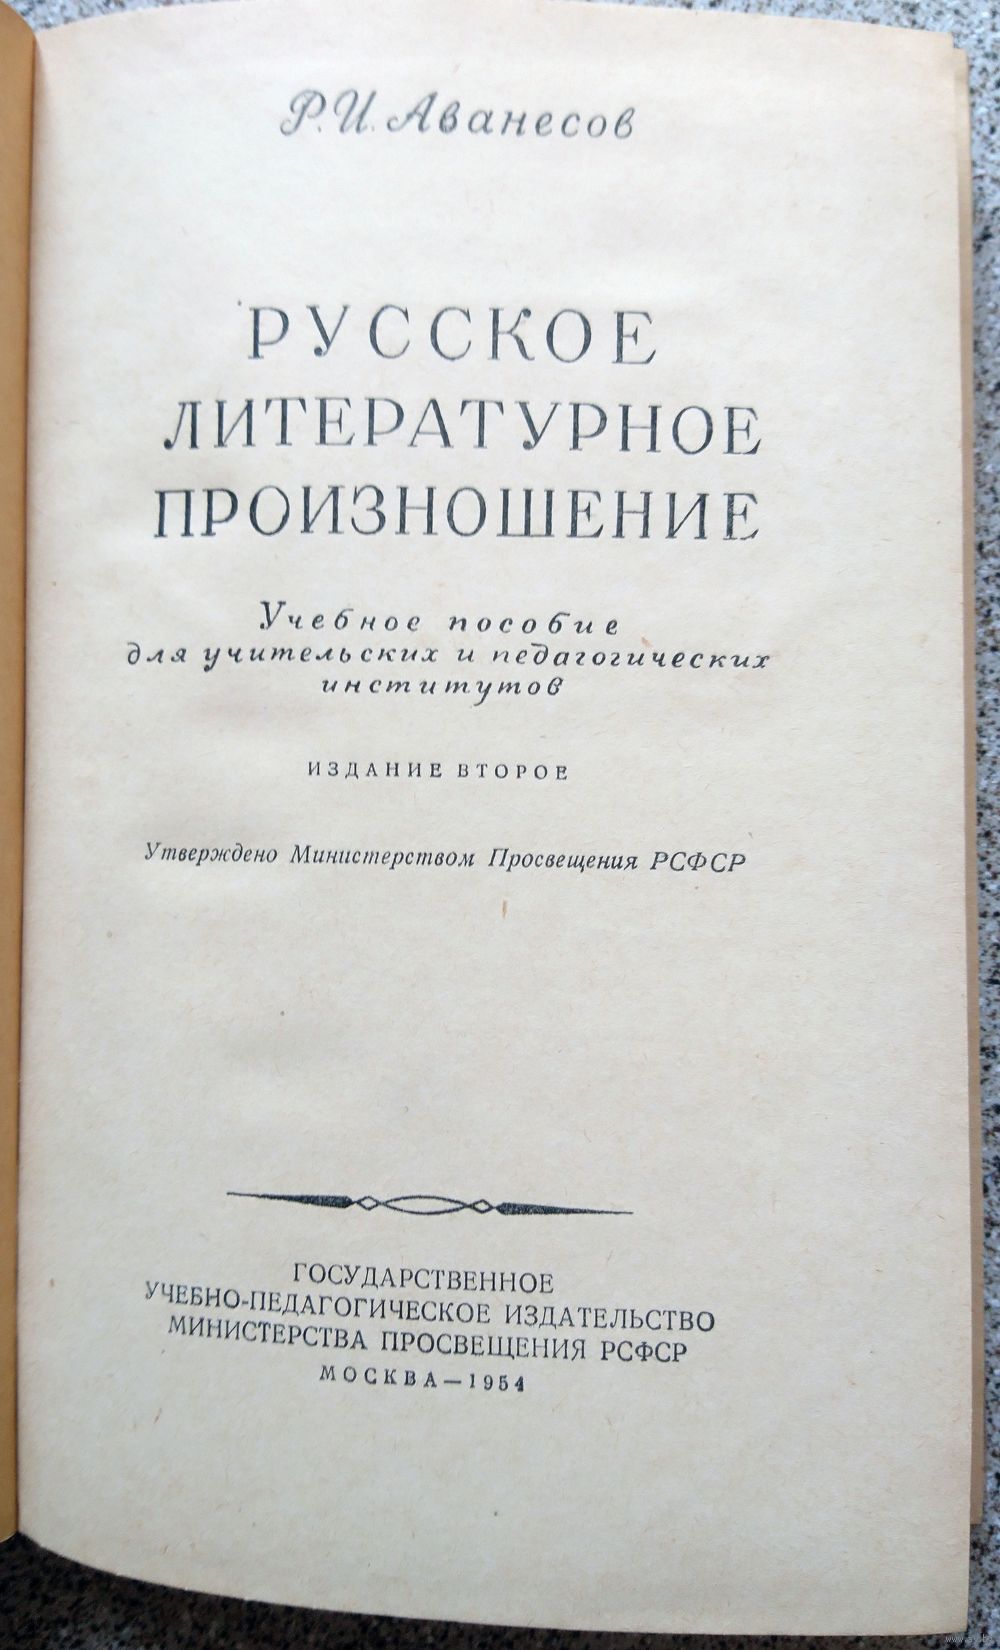 Р. И. Аванесов
РУССКОЕ
ЛИТЕРАТУРНОЕ
ПРОИЗНОШЕНИЕ
Учебное пособие
для учительских и педагогических
институтов
ИЗДАНИЕ ВТОРОЕ
Утверждено Министерством Просвещения РСФСР
ГОСУДАРСТВЕННОЕ
УЧЕБНО-ПЕДАГОГИЧЕСКОЕ ИЗДАТЕЛЬСТВО
МИНИСТЕРСТВА ПРОСВЕЩЕНИЯ РСФСР
МОСКВА—1954